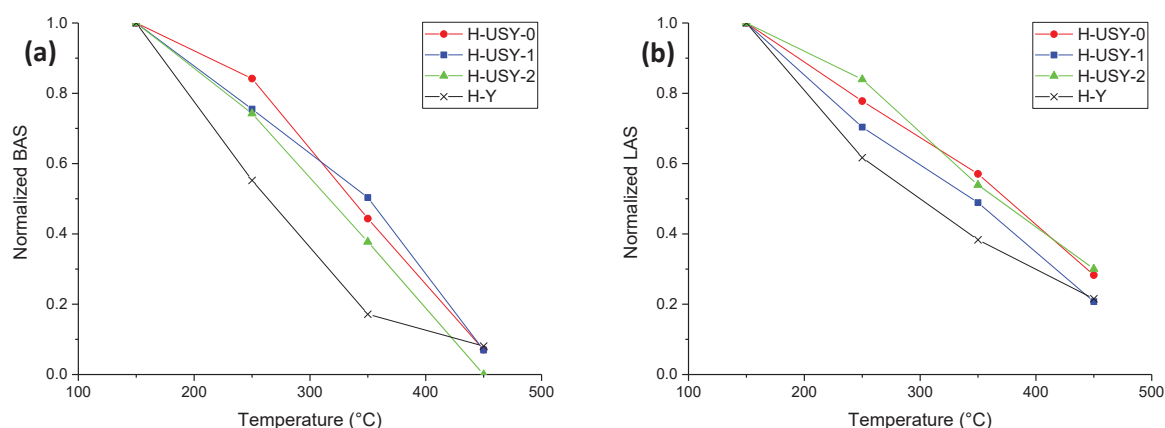 (a)
Normalized BAS
1.0
0.8
0.6
0.4
0.2
0.0
100
200
300
400
500
Temperature (°C)
H-USY-0
H-USY-1
H-USY-2
H-Y
(b)
Normalized LAS
1.0
0.8
0.6
0.4
0.2
0.0
100
200
300
400
500
Temperature (°C)
H-USY-0
H-USY-1
H-USY-2
H-Y